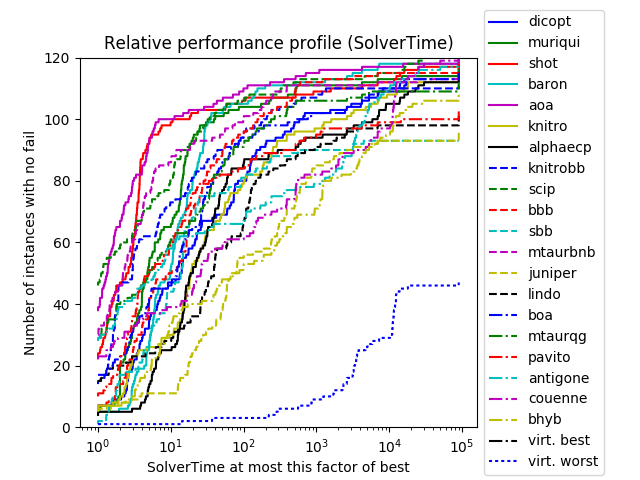 Relative performance profile (SolverTime)
Number of instances with no fail
120
100
80
60
40
20
0
10^0
10^1
10^2
10^3
10^4
10^5
SolverTime at most this factor of best
dicopt
muriqui
shot
baron
aoa
knitro
alphaecp
knitrobb
scip
bbb
sbb
mtaurbnb
juniper
lindo
boa
mtaurqg
pavito
antigone
couenne
bhyb
virt. best
virt. worst